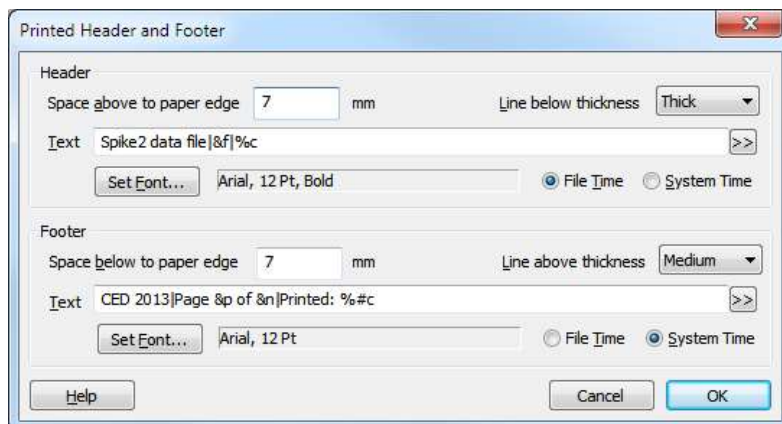 Printed Header and Footer
Header
Space above to paper edge 7 mm Line below thickness Thick
Text Spike2 data file|&f|%c >>
Set Font... Arial, 12 Pt, Bold File Time System Time
Footer
Space below to paper edge 7 mm Line above thickness Medium
Text CED 2013|Page &p of &n|Printed: %#c >>
Set Font... Arial, 12 Pt File Time System Time
Help Cancel OK